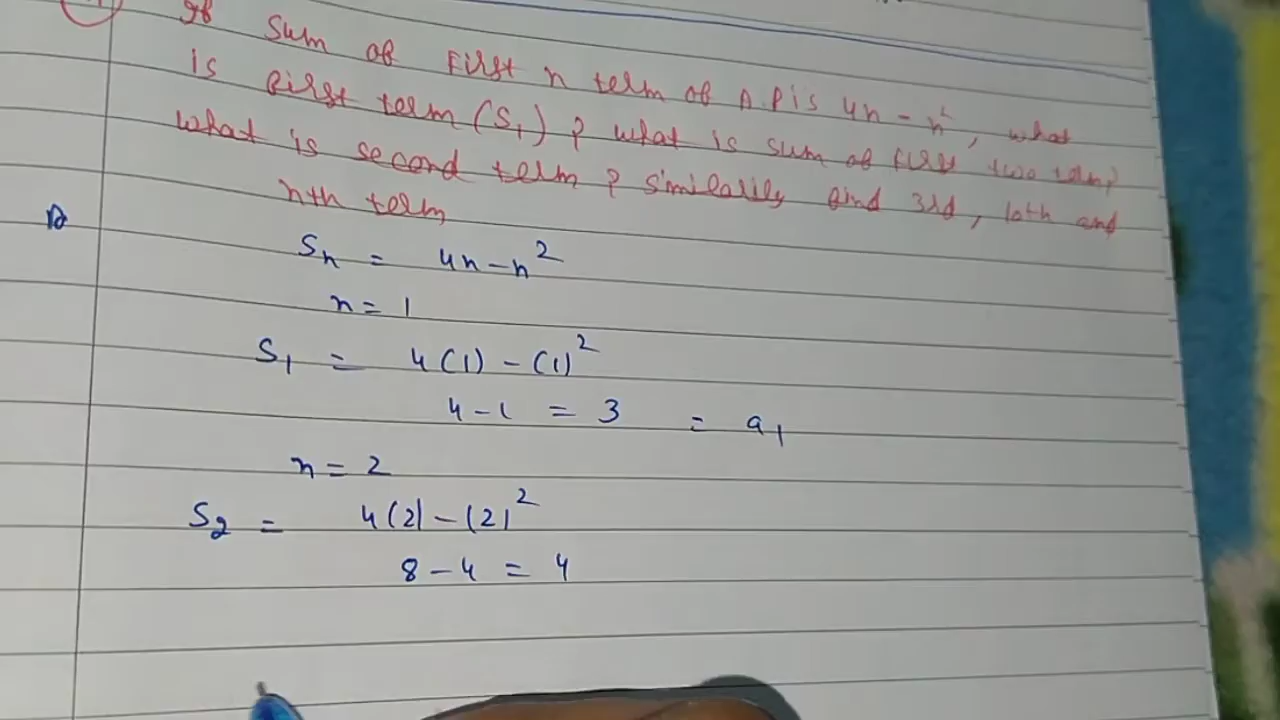 If sum of first n term of A.P is 4n - n², what
is first term (S₁) ? what is sum of first two term?
what is second term ? similarily find 3rd, 10th and
nth term
Sn = 4n - n²
n = 1
S₁ = 4(1) - (1)²
4 - 1 = 3 = a₁
n = 2
S₂ = 4(2) - (2)²
8 - 4 = 4